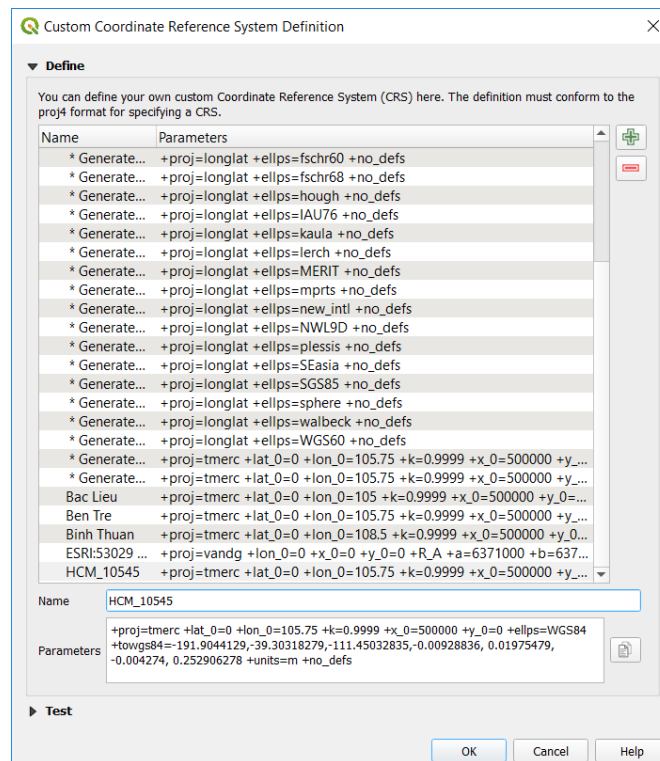 Custom Coordinate Reference System Definition
Define
You can define your own custom Coordinate Reference System (CRS) here. The definition must conform to the
proj4 format for specifying a CRS.
Name Parameters
* Generate... +proj=longlat +ellps=fschr60 +no_defs
* Generate... +proj=longlat +ellps=fschr68 +no_defs
* Generate... +proj=longlat +ellps=hough +no_defs
* Generate... +proj=longlat +ellps=IAU76 +no_defs
* Generate... +proj=longlat +ellps=kaula +no_defs
* Generate... +proj=longlat +ellps=lerch +no_defs
* Generate... +proj=longlat +ellps=MERIT +no_defs
* Generate... +proj=longlat +ellps=mprts +no_defs
* Generate... +proj=longlat +ellps=new_intl +no_defs
* Generate... +proj=longlat +ellps=NWL9D +no_defs
* Generate... +proj=longlat +ellps=plessis +no_defs
* Generate... +proj=longlat +ellps=SEasia +no_defs
* Generate... +proj=longlat +ellps=SGS85 +no_defs
* Generate... +proj=longlat +ellps=sphere +no_defs
* Generate... +proj=longlat +ellps=walbeck +no_defs
* Generate... +proj=longlat +ellps=WGS60 +no_defs
* Generate... +proj=tmerc +lat_0=0 +lon_0=105.75 +k=0.9999 +x_0=500000 +y_...
* Generate... +proj=tmerc +lat_0=0 +lon_0=105.75 +k=0.9999 +x_0=500000 +y_...
Bac Lieu +proj=tmerc +lat_0=0 +lon_0=105 +k=0.9999 +x_0=500000 +y_0=...
Ben Tre +proj=tmerc +lat_0=0 +lon_0=105.75 +k=0.9999 +x_0=500000 +y_...
Binh Thuan +proj=tmerc +lat_0=0 +lon_0=108.5 +k=0.9999 +x_0=500000 +y_0...
ESRI:53029 ... +proj=vandg +lon_0=0 +x_0=0 +y_0=0 +R_A +a=6371000 +b=637...
HCM_10545 +proj=tmerc +lat_0=0 +lon_0=105.75 +k=0.9999 +x_0=500000 +y_...
Name HCM_10545
Parameters
+proj=tmerc +lat_0=0 +lon_0=105.75 +k=0.9999 +x_0=500000 +y_0=0 +ellps=WGS84
+towgs84=-191.9044129,-39.30318279,-111.45032835,-0.00928836, 0.01975479,
-0.004274, 0.252906278 +units=m +no_defs
Test
OK Cancel Help